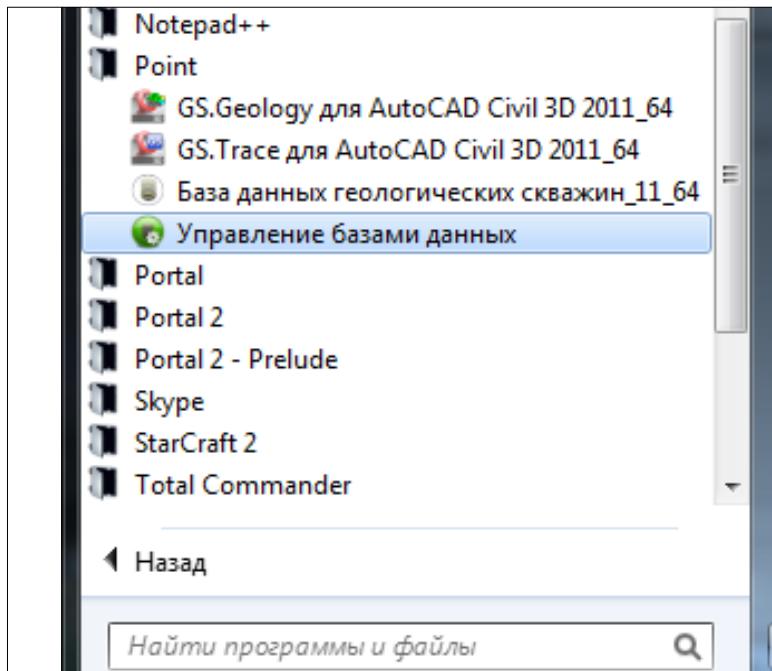 Notepad++
Point
GS.Geology для AutoCAD Civil 3D 2011_64
GS.Trace для AutoCAD Civil 3D 2011_64
База данных геологических скважин_11_64
Управление базами данных
Portal
Portal 2
Portal 2 - Prelude
Skype
StarCraft 2
Total Commander
Назад
Найти программы и файлы